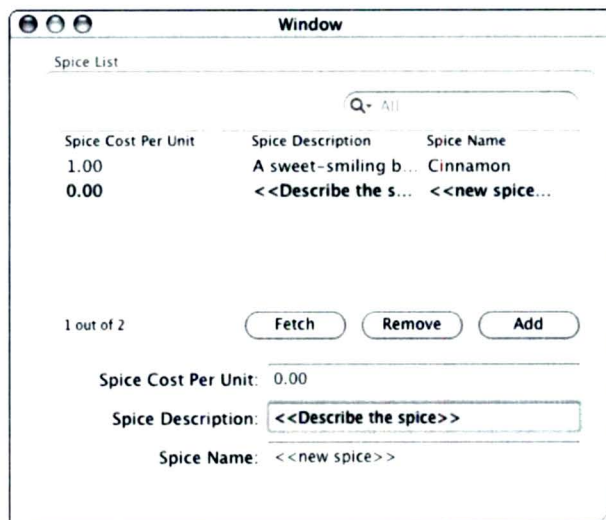 Window
Spice List
All
Spice Cost Per Unit Spice Description Spice Name
1.00 A sweet-smiling b... Cinnamon
0.00 <<Describe the s... <<new spice...
1 out of 2 Fetch Remove Add
Spice Cost Per Unit: 0.00
Spice Description: <<Describe the spice>>
Spice Name: <<new spice>>